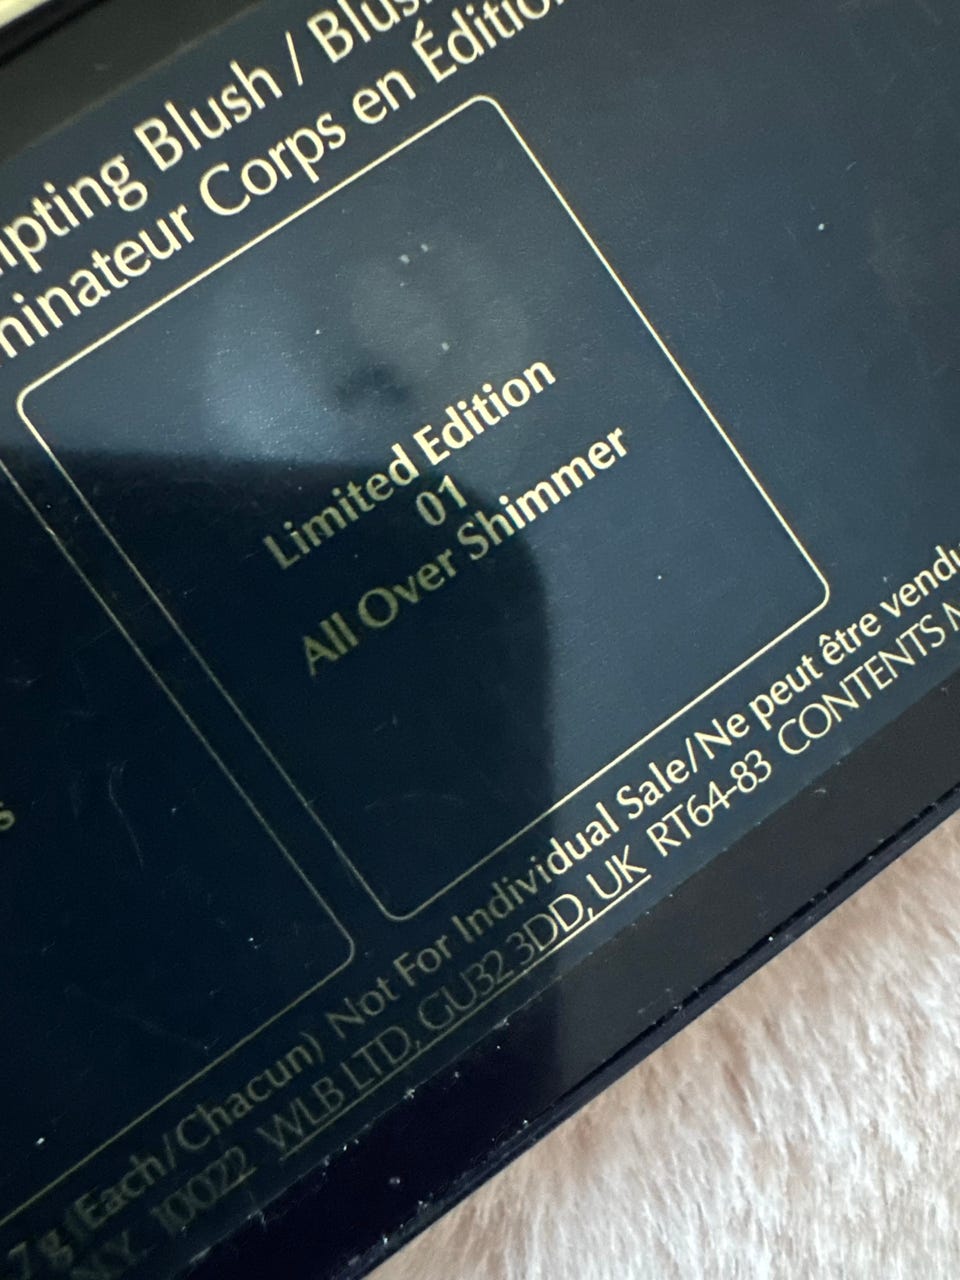 lpting Blush / Blus
minateur Corps en Éditio
Limited Edition
01
All Over Shimmer
s
7 g (Each/Chacun) Not For Individual Sale/Ne peut être vendu
N.Y. 10022 WLB LTD, GU32 3DD, UK RT64-83 CONTENTS M